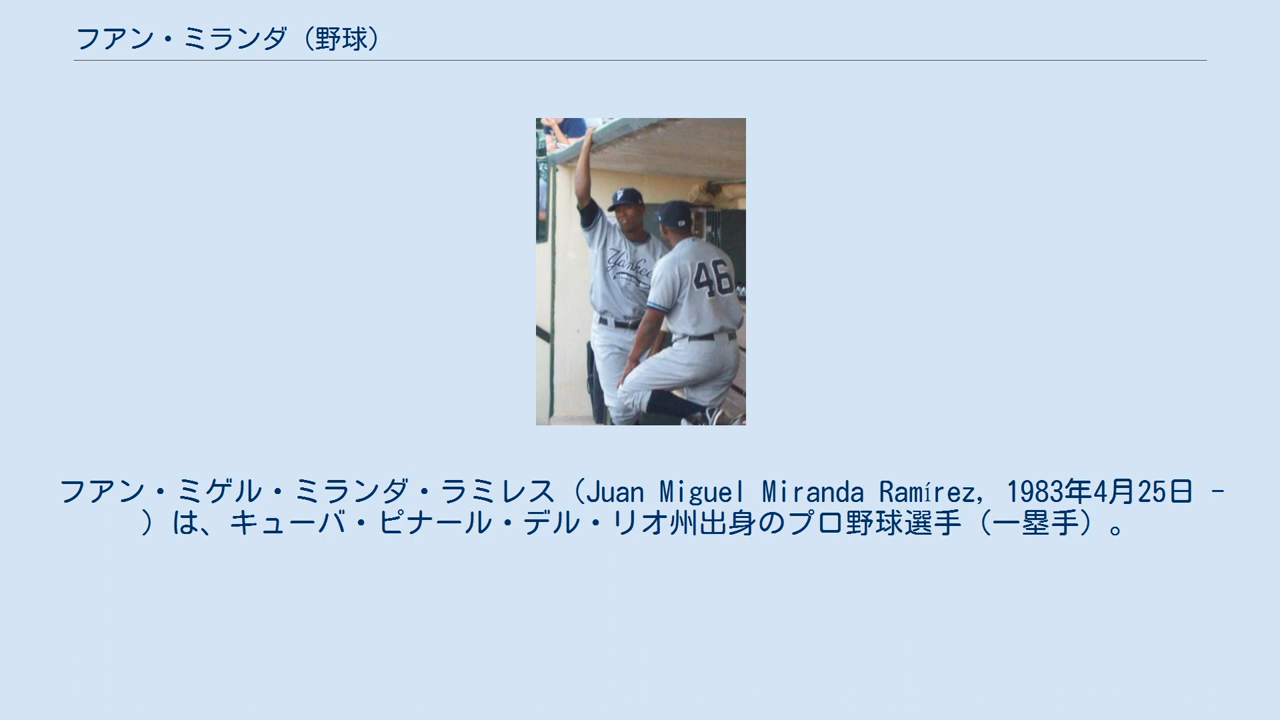 フアン・ミランダ（野球）
Yankees
46
フアン・ミゲル・ミランダ・ラミレス（Juan Miguel Miranda Ramírez, 1983年4月25日 -
）は、キューバ・ピナール・デル・リオ州出身のプロ野球選手（一塁手）。